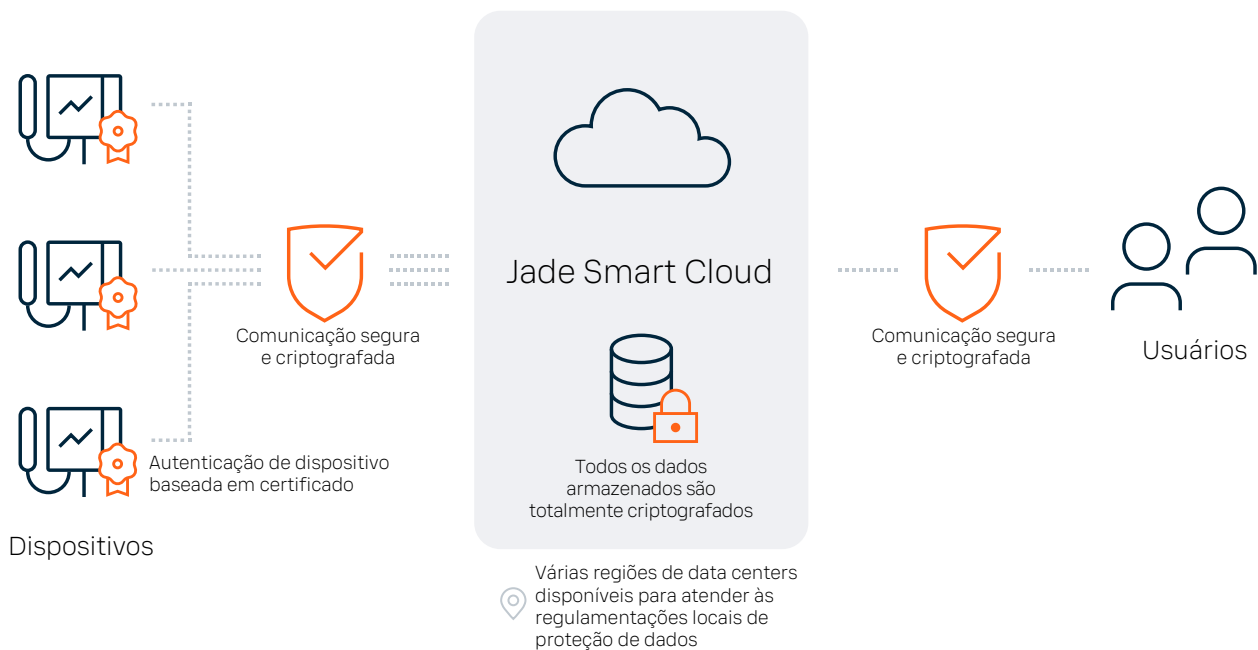 Jade Smart Cloud
Comunicação segura
e criptografada
Comunicação segura
e criptografada
Usuários
Autenticação de dispositivo
baseada em certificado
Todos os dados
armazenados são
totalmente criptografados
Dispositivos
Várias regiões de data centers
disponíveis para atender às
regulamentações locais de
proteção de dados